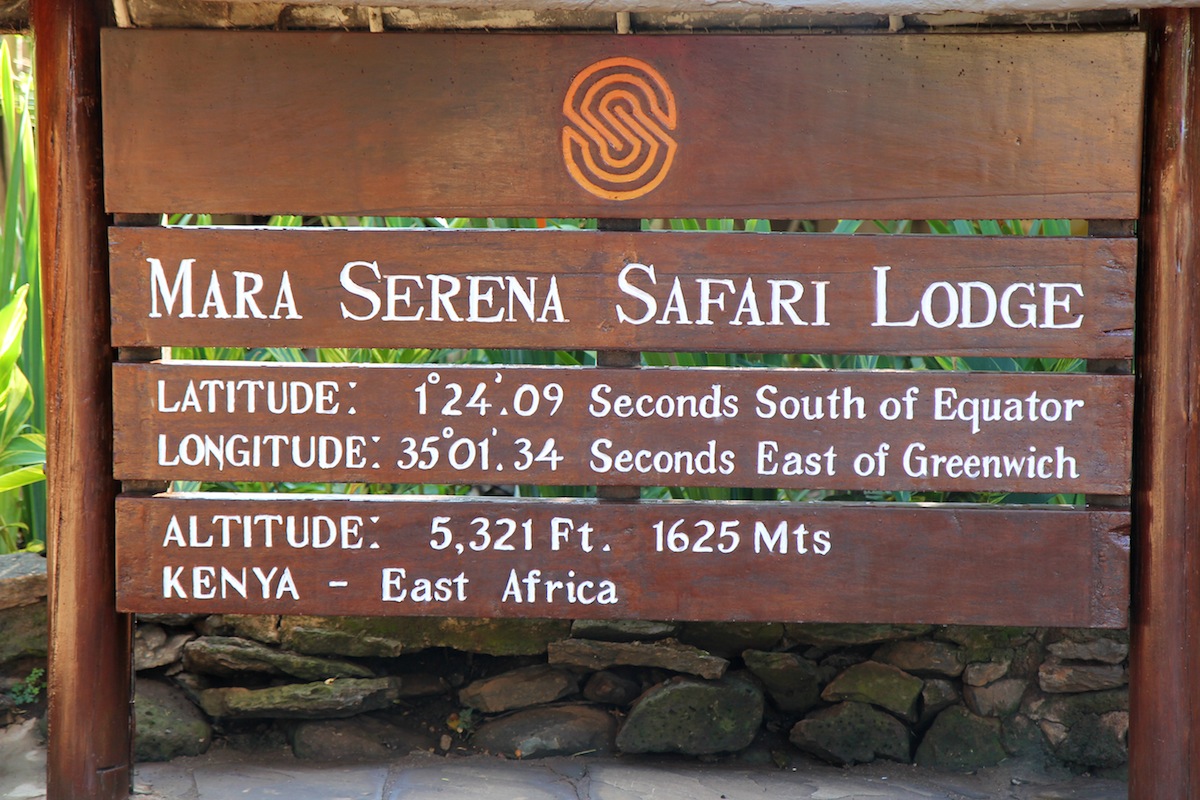 MARA SERENA SAFARI LODGE
LATITUDE: 1°24'.09 Seconds South of Equator
LONGITUDE: 35°01'.34 Seconds East of Greenwich
ALTITUDE: 5,321 Ft. 1625 Mts
KENYA - East Africa